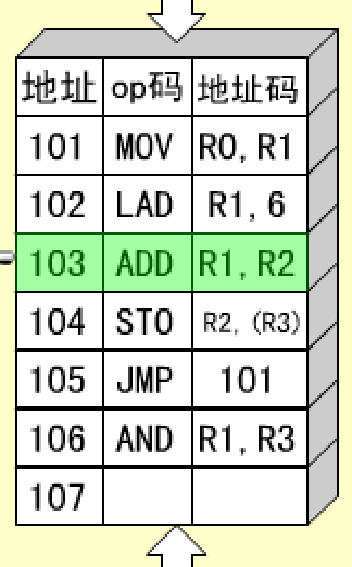 地址 op码 地址码
101 MOV R0, R1
102 LAD R1, 6
103 ADD R1, R2
104 STO R2, (R3)
105 JMP 101
106 AND R1, R3
107